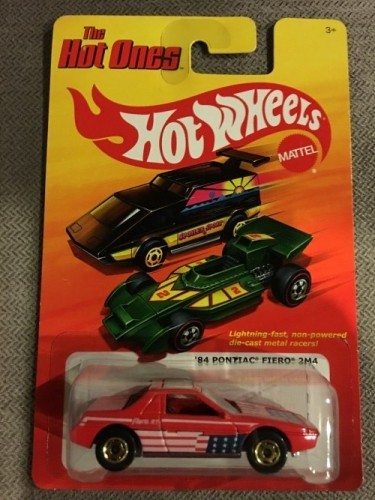 The
Hot Ones
3+
Hot Wheels
MATTEL
2
Lightning-fast, non-powered
die-cast metal racers!
'84 PONTIAC® FIERO® 2M4